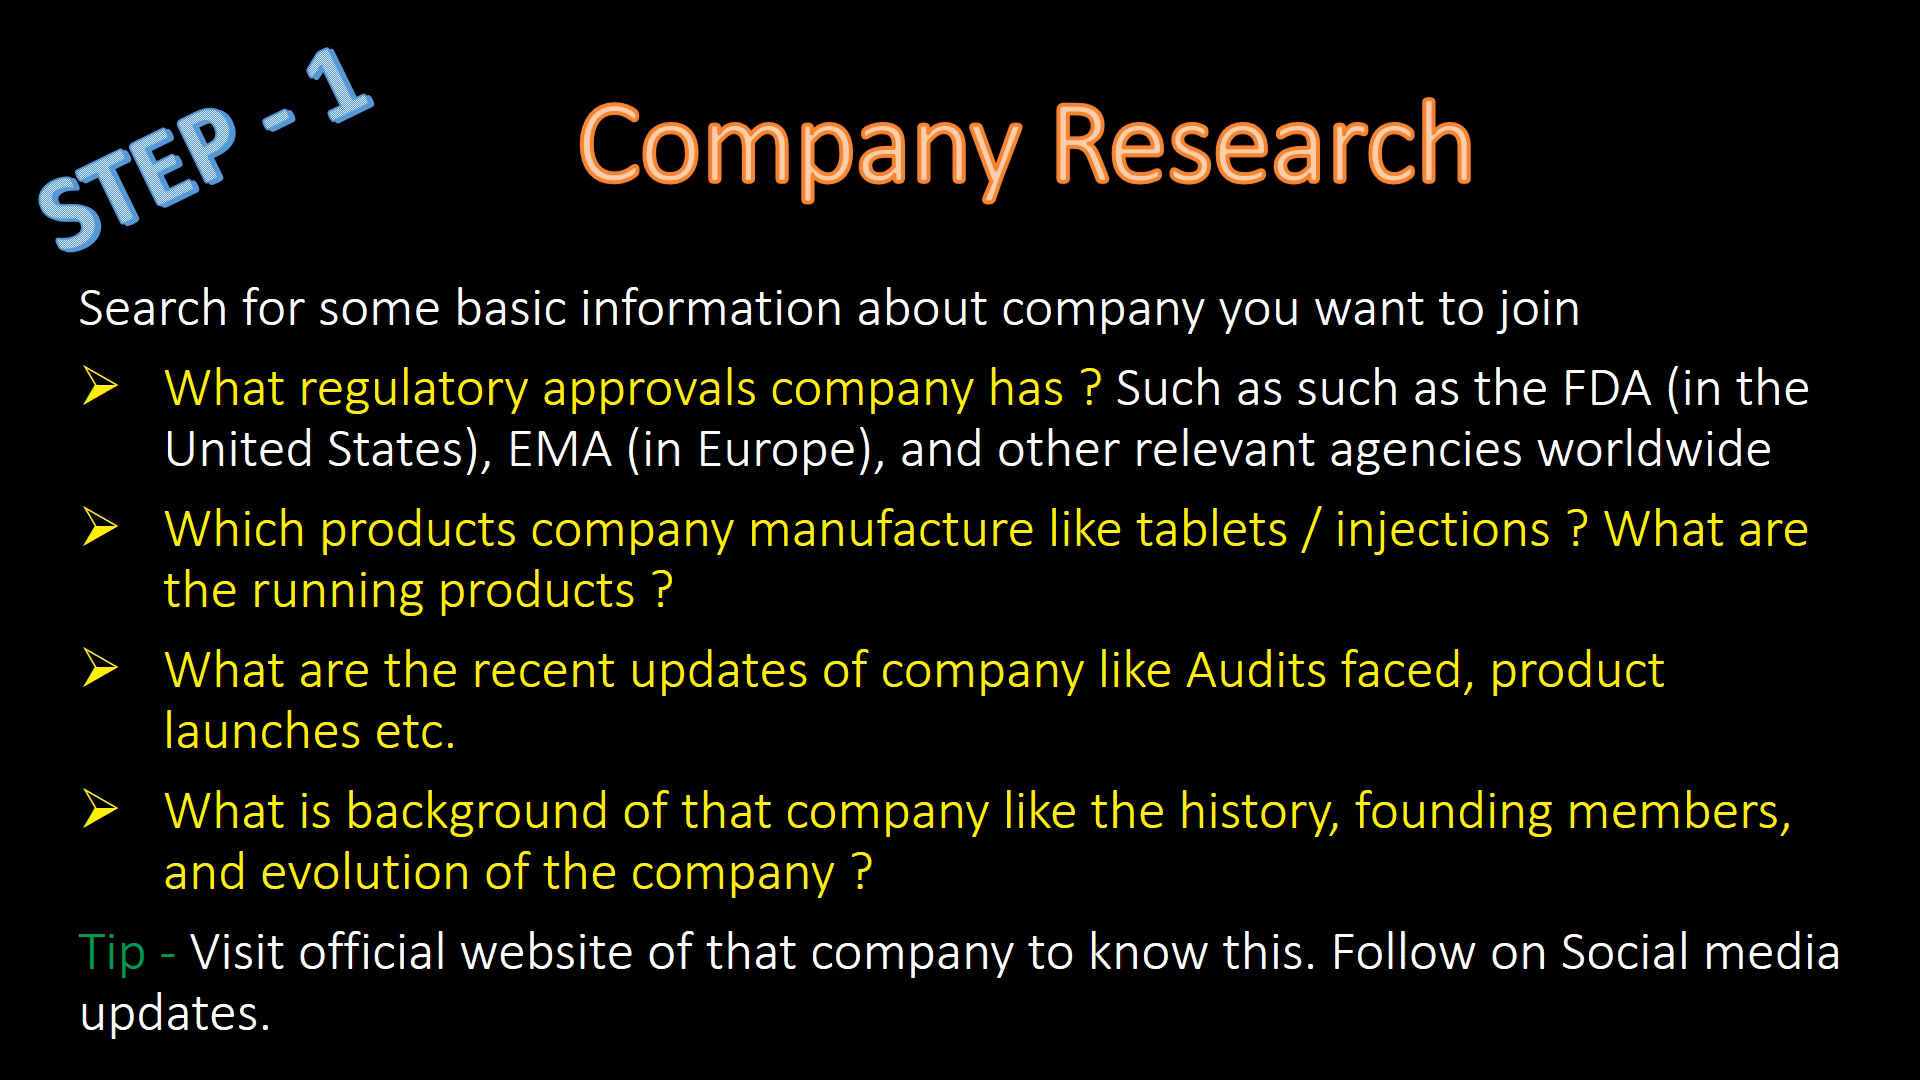 STEP - 1
Company Research
Search for some basic information about company you want to join
➢ What regulatory approvals company has ? Such as such as the FDA (in the
United States), EMA (in Europe), and other relevant agencies worldwide
➢ Which products company manufacture like tablets / injections ? What are
the running products ?
➢ What are the recent updates of company like Audits faced, product
launches etc.
➢ What is background of that company like the history, founding members,
and evolution of the company ?
Tip - Visit official website of that company to know this. Follow on Social media
updates.